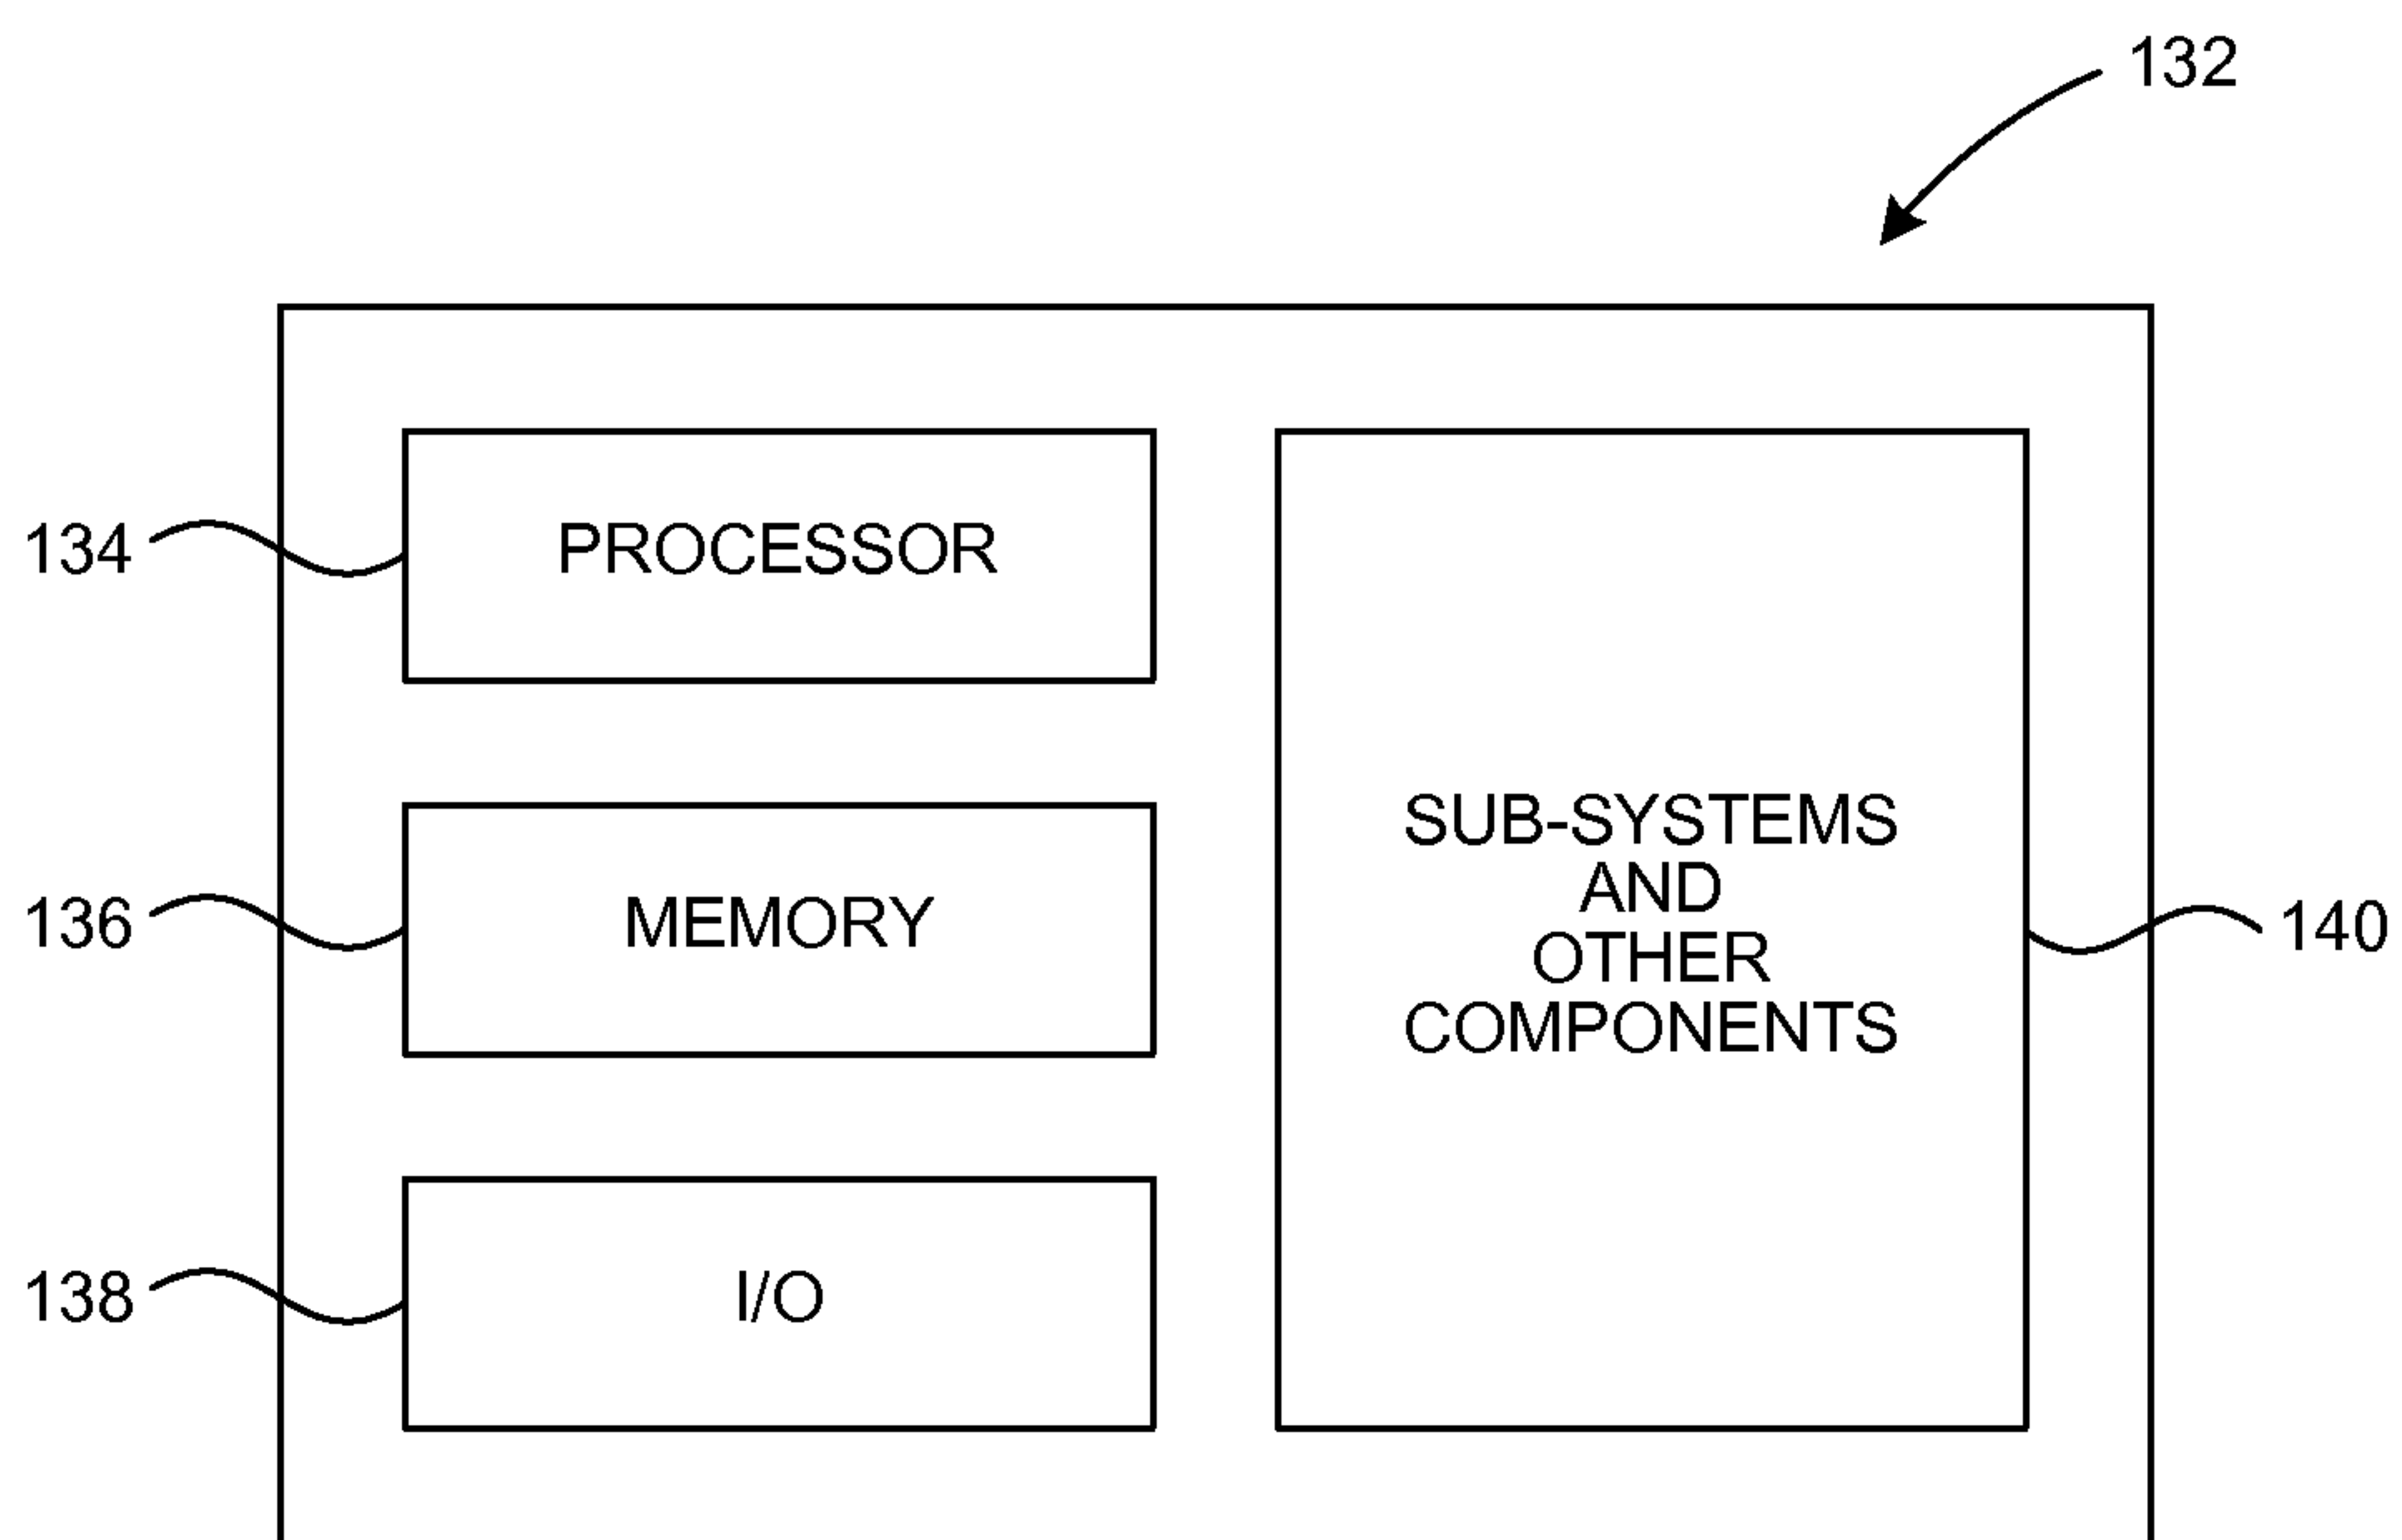 132
134
PROCESSOR
136
MEMORY
138
I/O
SUB-SYSTEMS
AND
OTHER
COMPONENTS
140